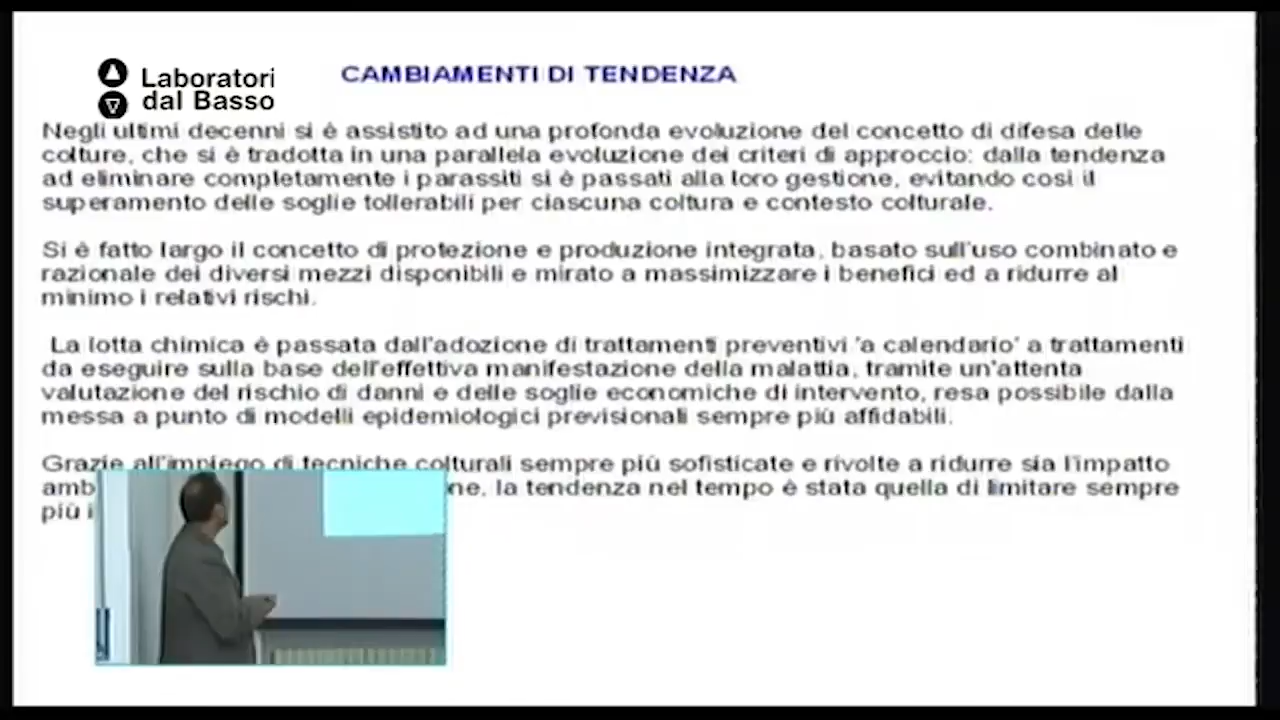 Laboratori
dal Basso
CAMBIAMENTI DI TENDENZA
Negli ultimi decenni si è assistito ad una profonda evoluzione del concetto di difesa delle
colture, che si è tradotta in una parallela evoluzione dei criteri di approccio: dalla tendenza
ad eliminare completamente i parassiti si è passati alla loro gestione, evitando così il
superamento delle soglie tollerabili per ciascuna coltura e contesto colturale.
Si è fatto largo il concetto di protezione e produzione integrata, basato sull'uso combinato e
razionale dei diversi mezzi disponibili e mirato a massimizzare i benefici ed a ridurre al
minimo i relativi rischi.
La lotta chimica è passata dall'adozione di trattamenti preventivi 'a calendario' a trattamenti
da eseguire sulla base dell'effettiva manifestazione della malattia, tramite un'attenta
valutazione del rischio di danni e delle soglie economiche di intervento, resa possibile dalla
messa a punto di modelli epidemiologici previsionali sempre più affidabili.
Grazie all'impiego di tecniche colturali sempre più sofisticate e rivolte a ridurre sia l'impatto
la tendenza nel tempo è stata quella di limitare sempre
più